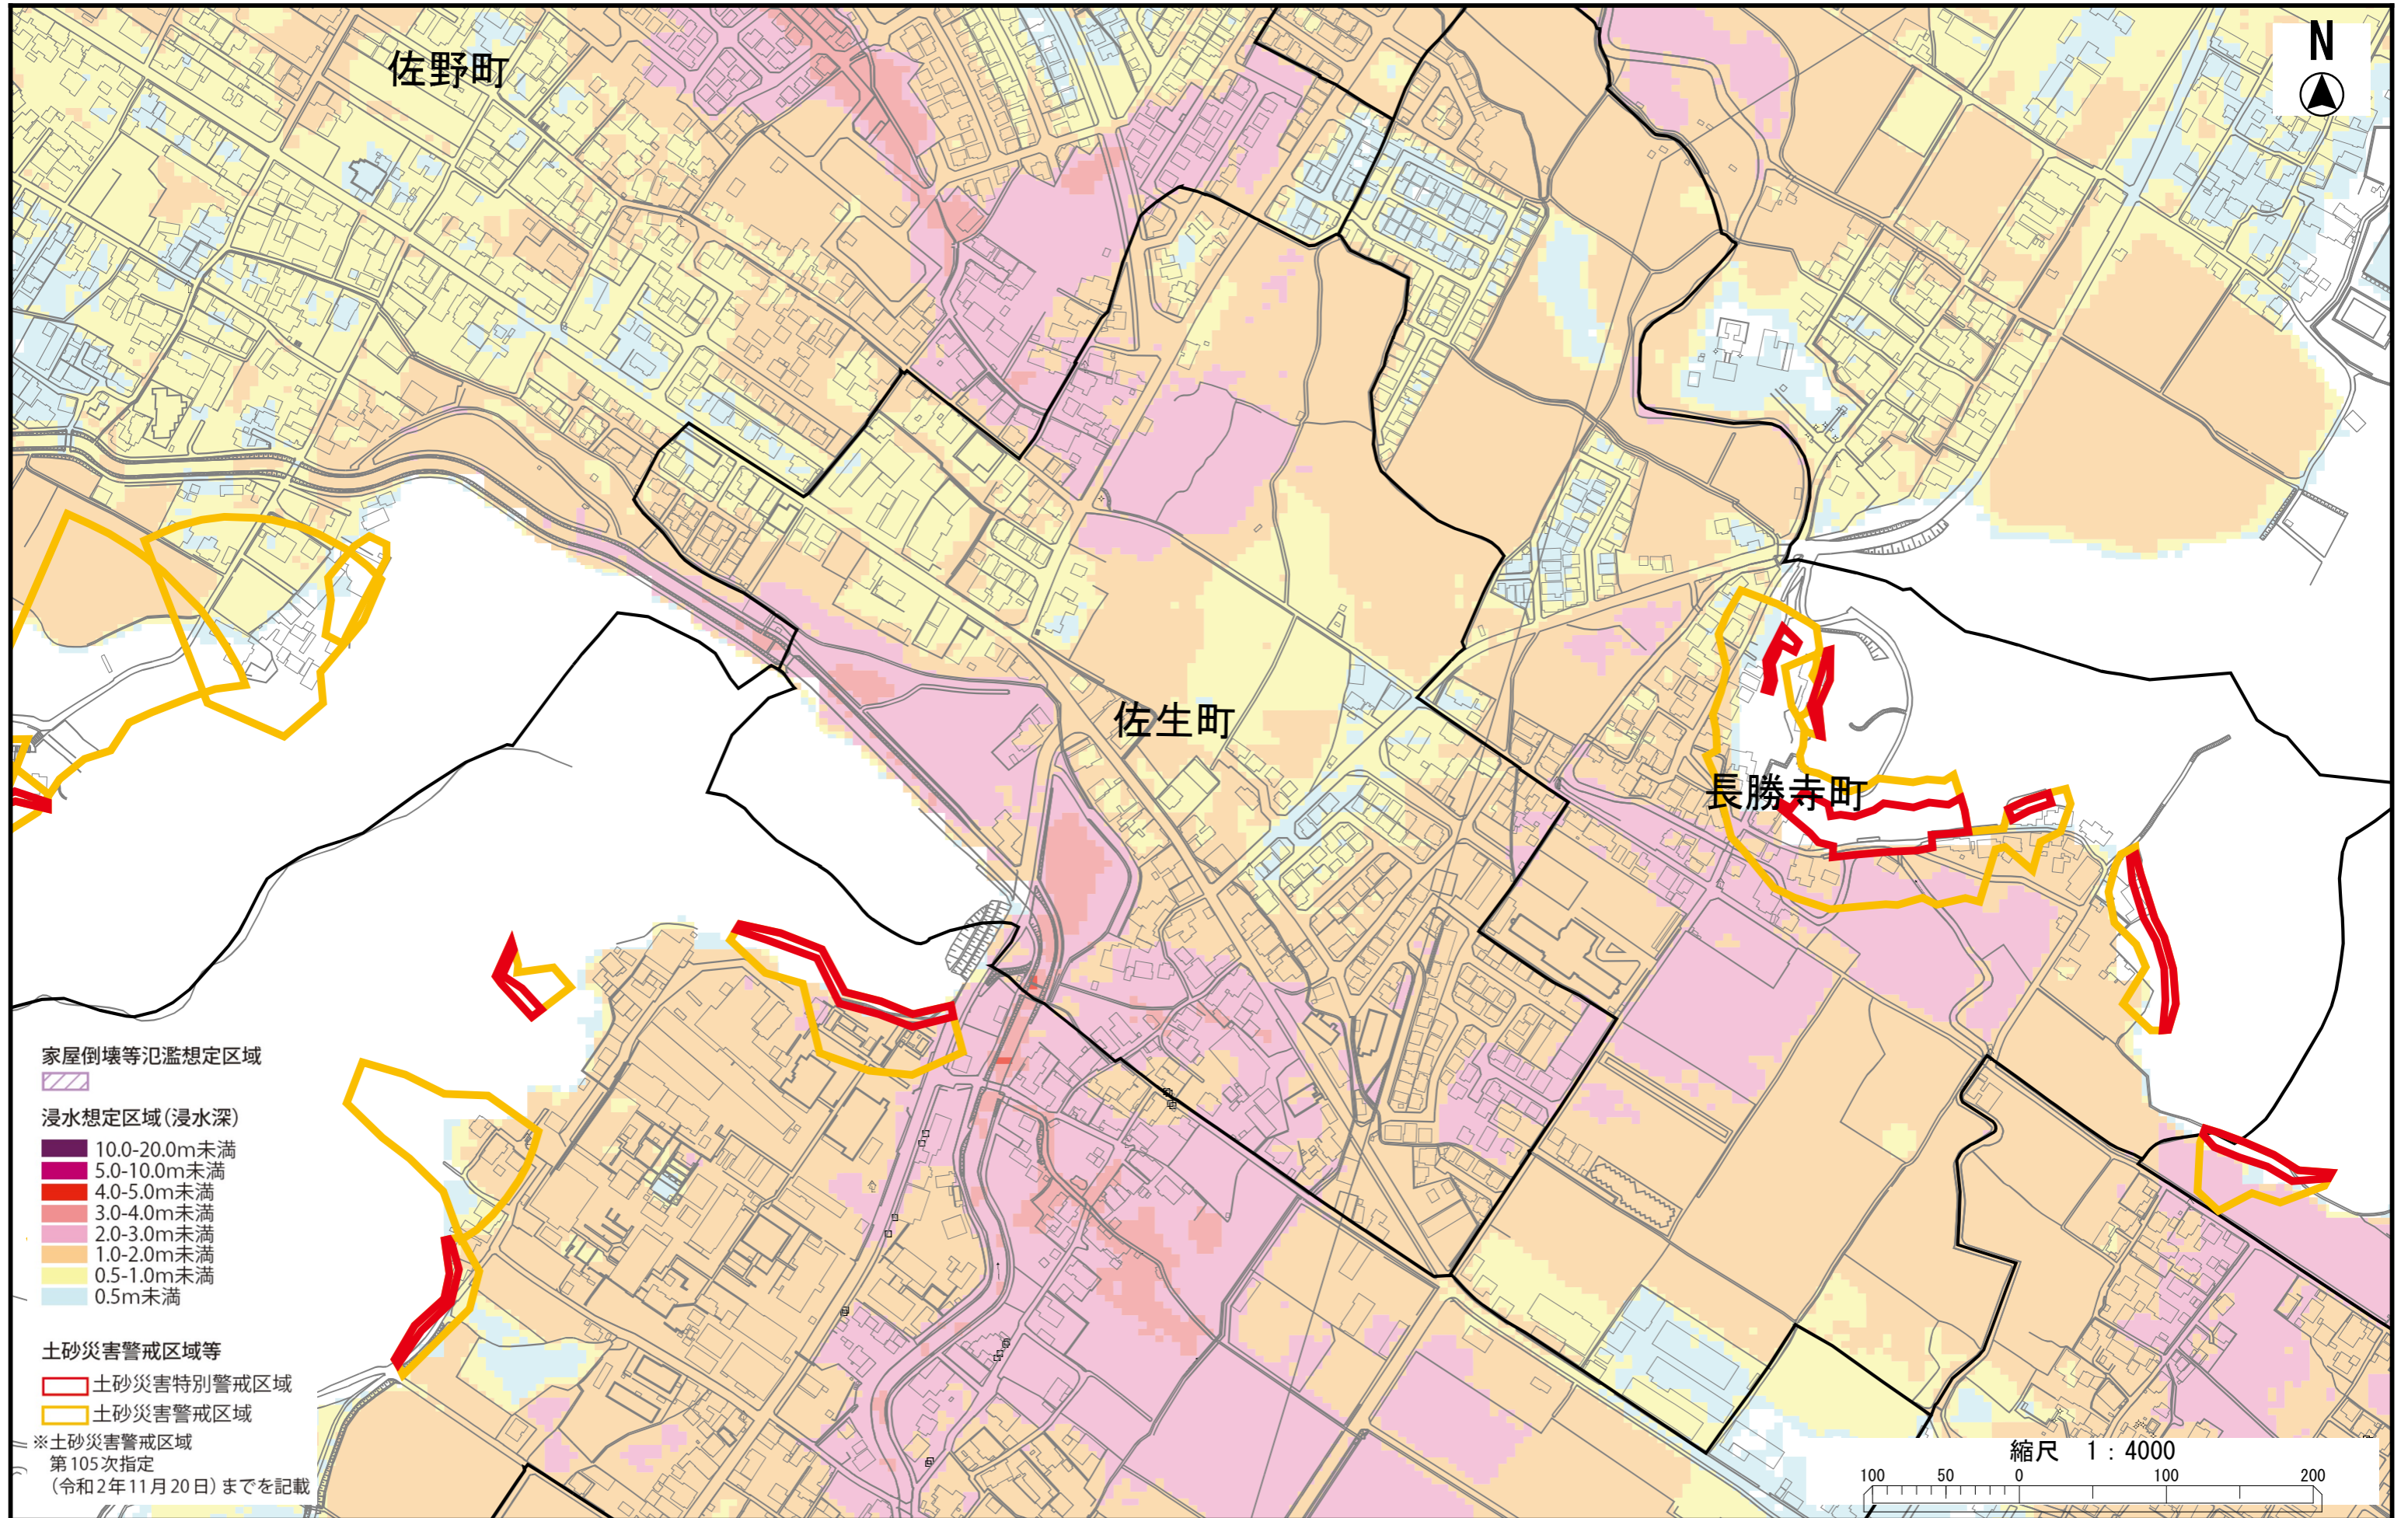 佐野町
N
佐生町
長勝寺町
家屋倒壊等氾濫想定区域
浸水想定区域(浸水深)
10.0-20.0m未満
5.0-10.0m未満
4.0-5.0m未満
3.0-4.0m未満
2.0-3.0m未満
1.0-2.0m未満
0.5-1.0m未満
0.5m未満
土砂災害警戒区域等
土砂災害特別警戒区域
土砂災害警戒区域
※土砂災害警戒区域
第105次指定
(令和2年11月20日)までを記載
縮尺 1:4000
100 50 0 100 200